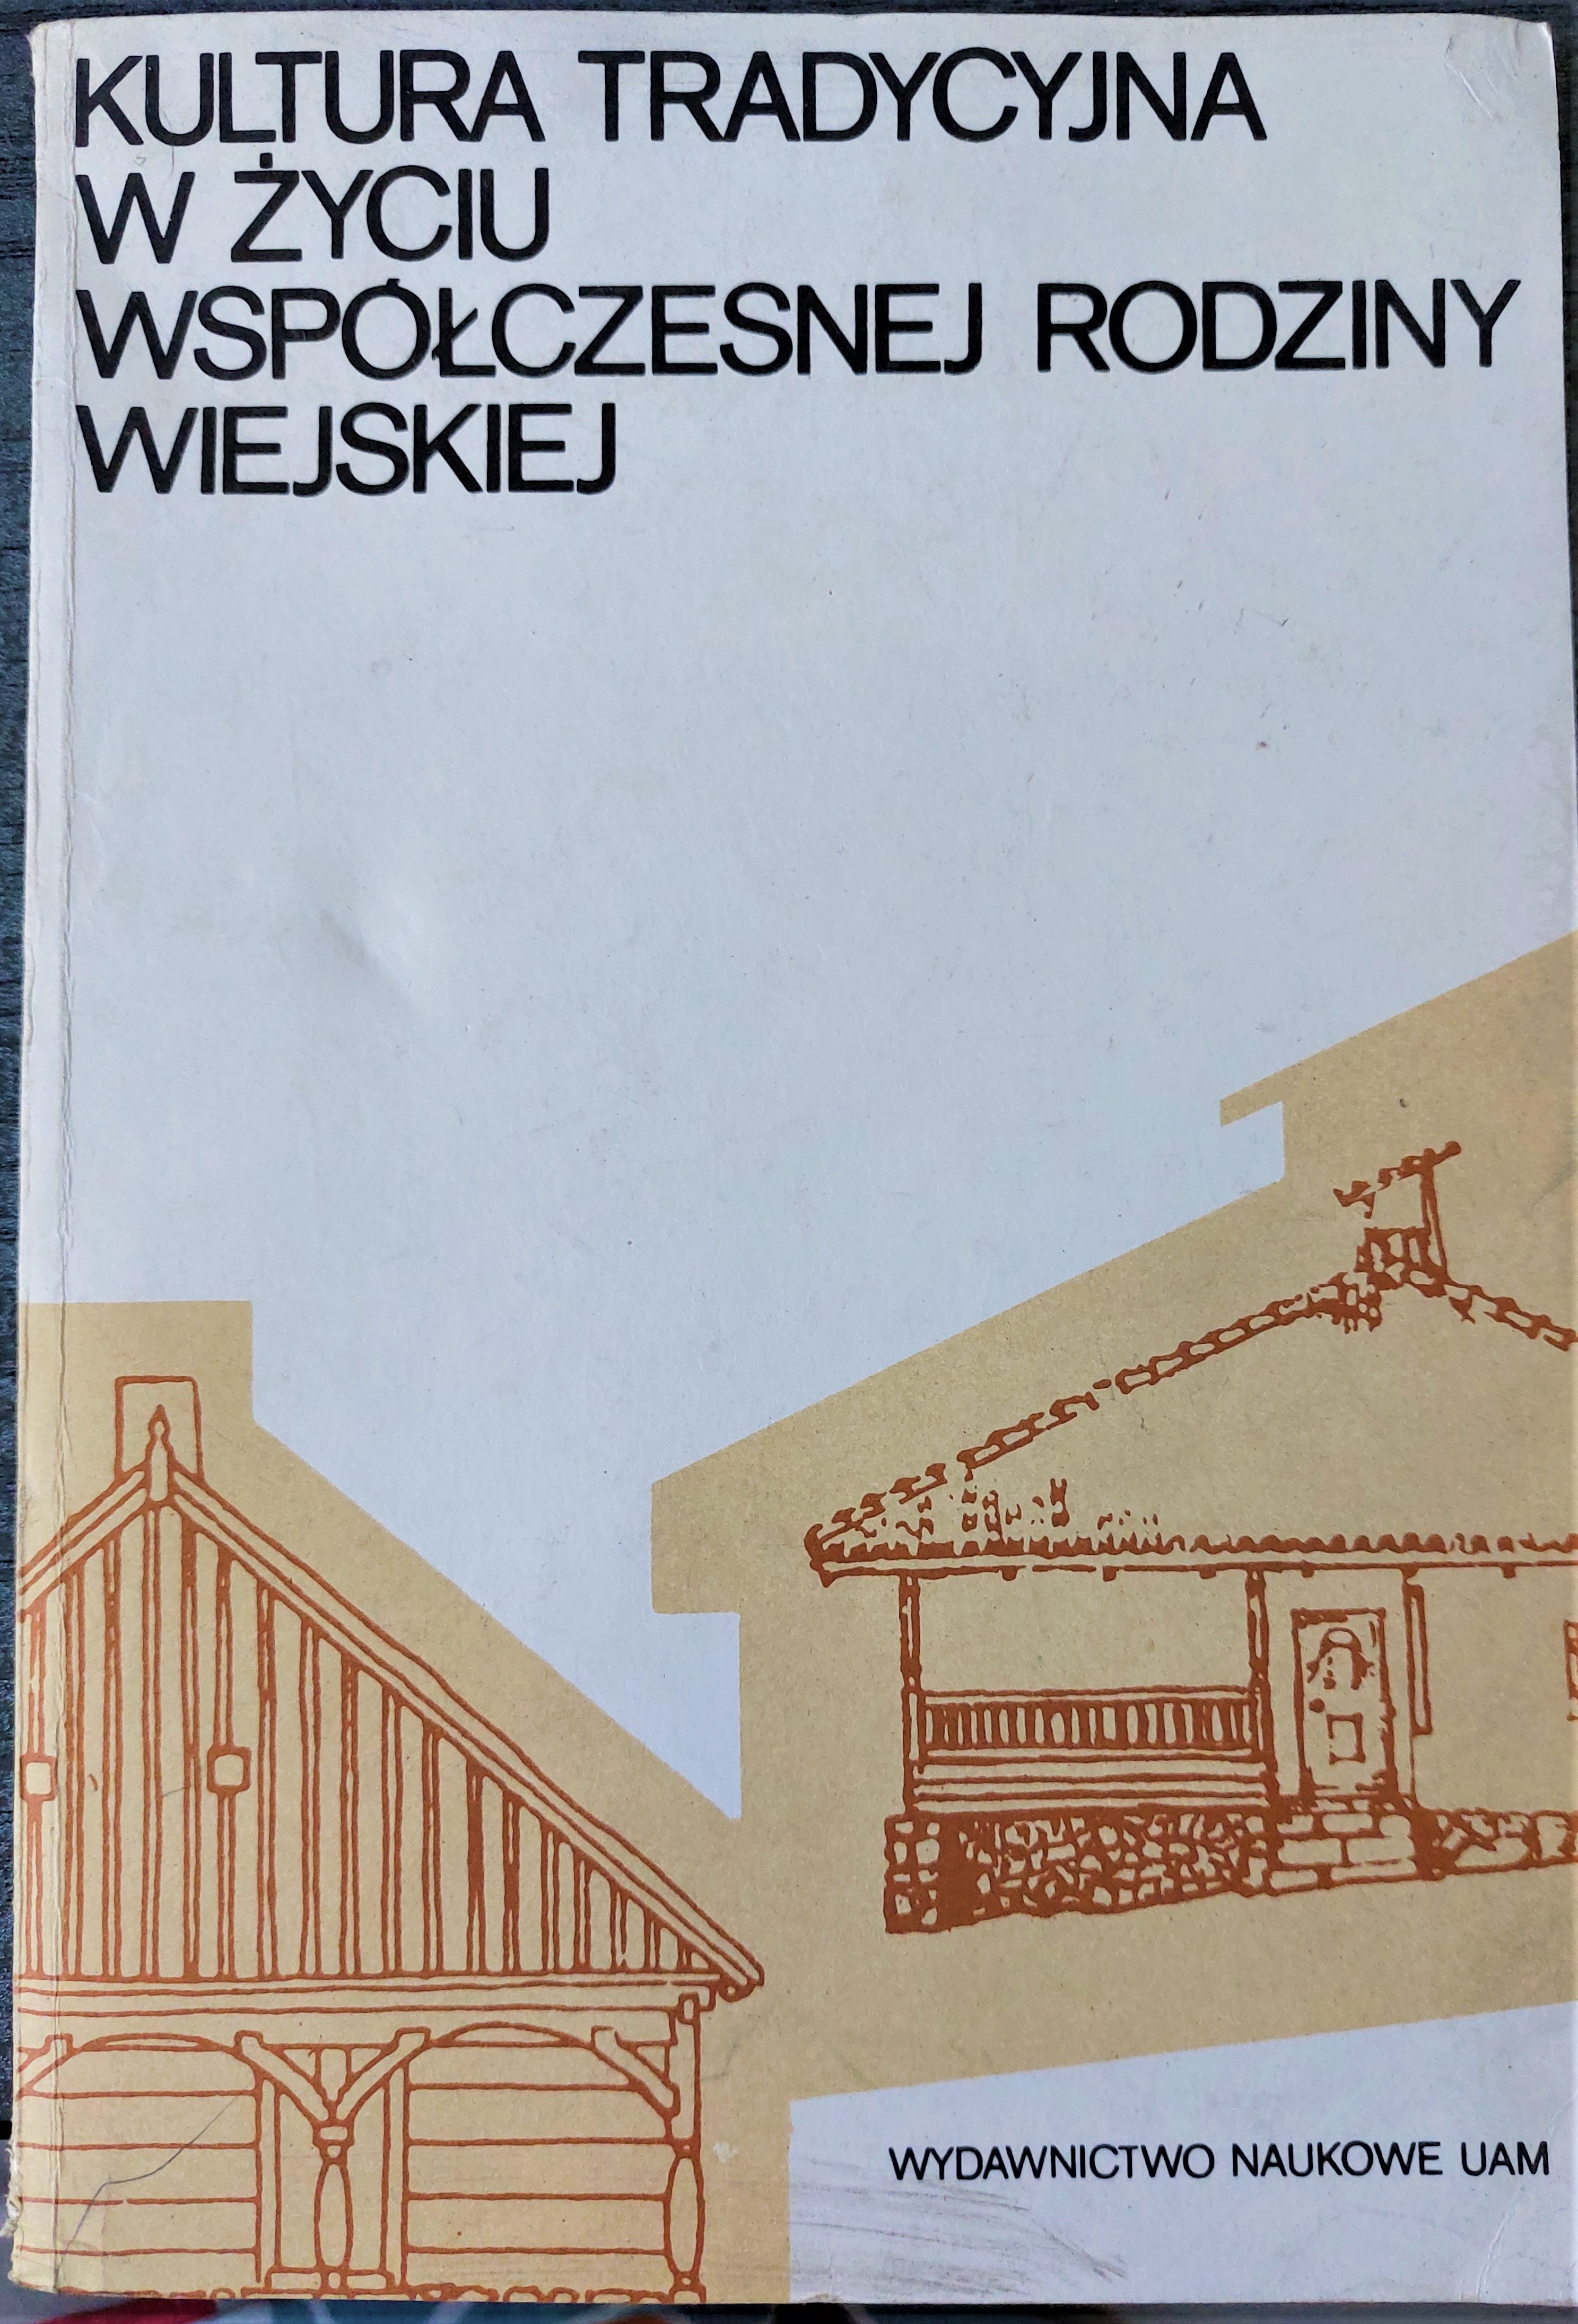 KULTURA TRADYCYJNA
W ŻYCIU
WSPÓŁCZESNEJ RODZINY
WIEJSKIEJ
WYDAWNICTWO NAUKOWE UAM